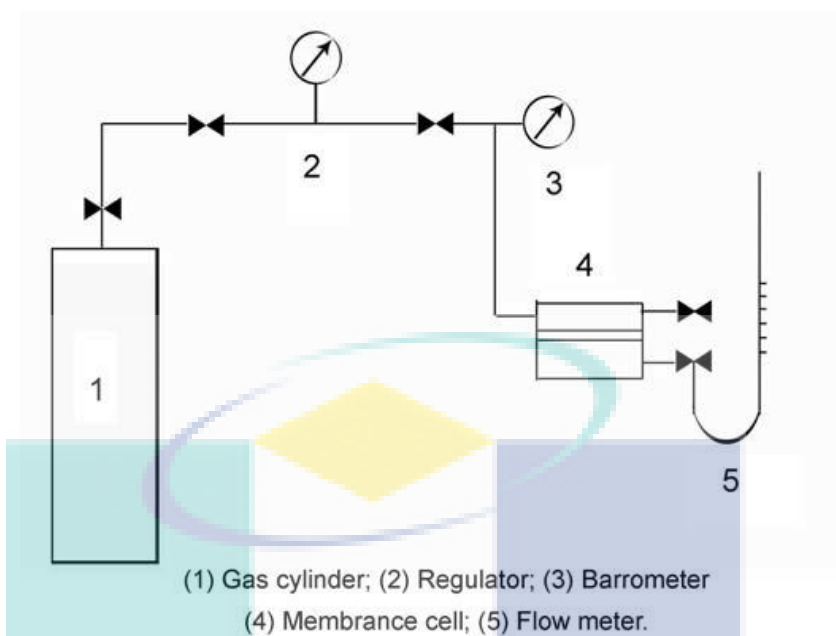 2
3
4
1
5
(1) Gas cylinder; (2) Regulator; (3) Barrometer
(4) Membrance cell; (5) Flow meter.